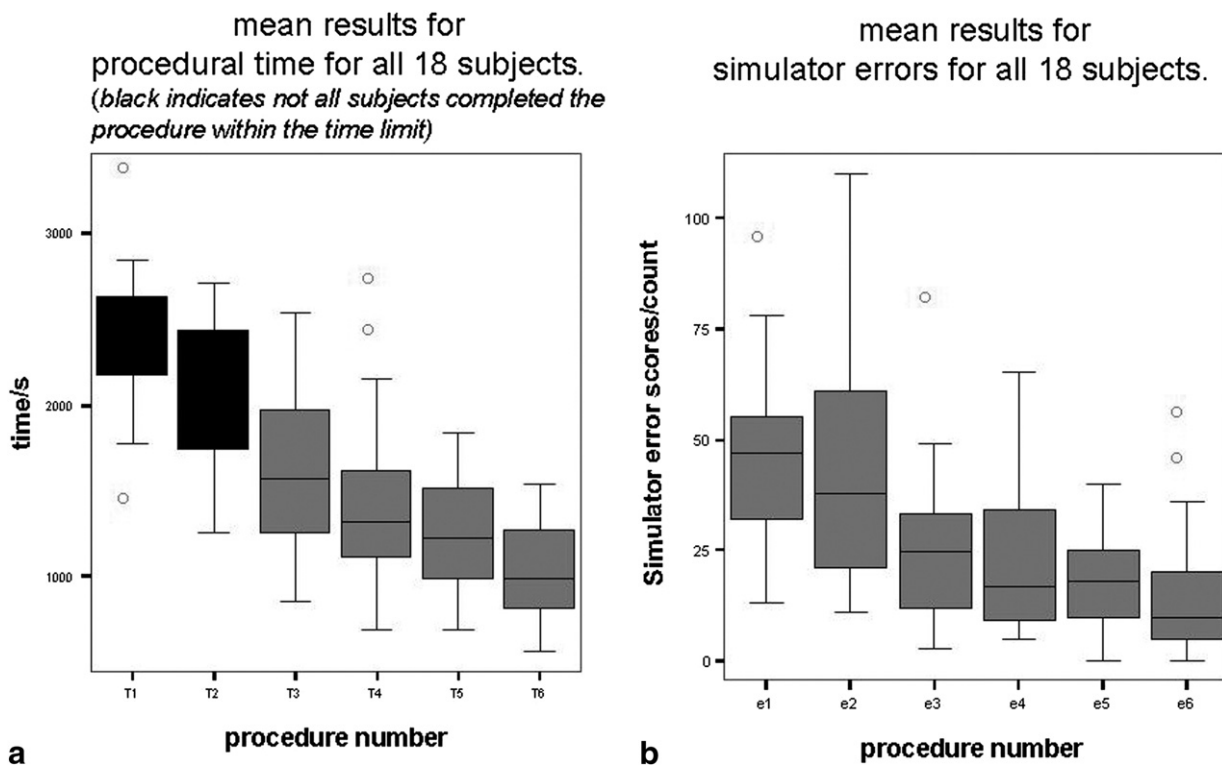 mean results for
procedural time for all 18 subjects.
(black indicates not all subjects completed the
procedure within the time limit)
3000
2000
1000
time/s
T1 T2 T3 T4 T5 T6
procedure number
a
mean results for
simulator errors for all 18 subjects.
100
75
50
25
0
Simulator error scores/count
e1 e2 e3 e4 e5 e6
procedure number
b